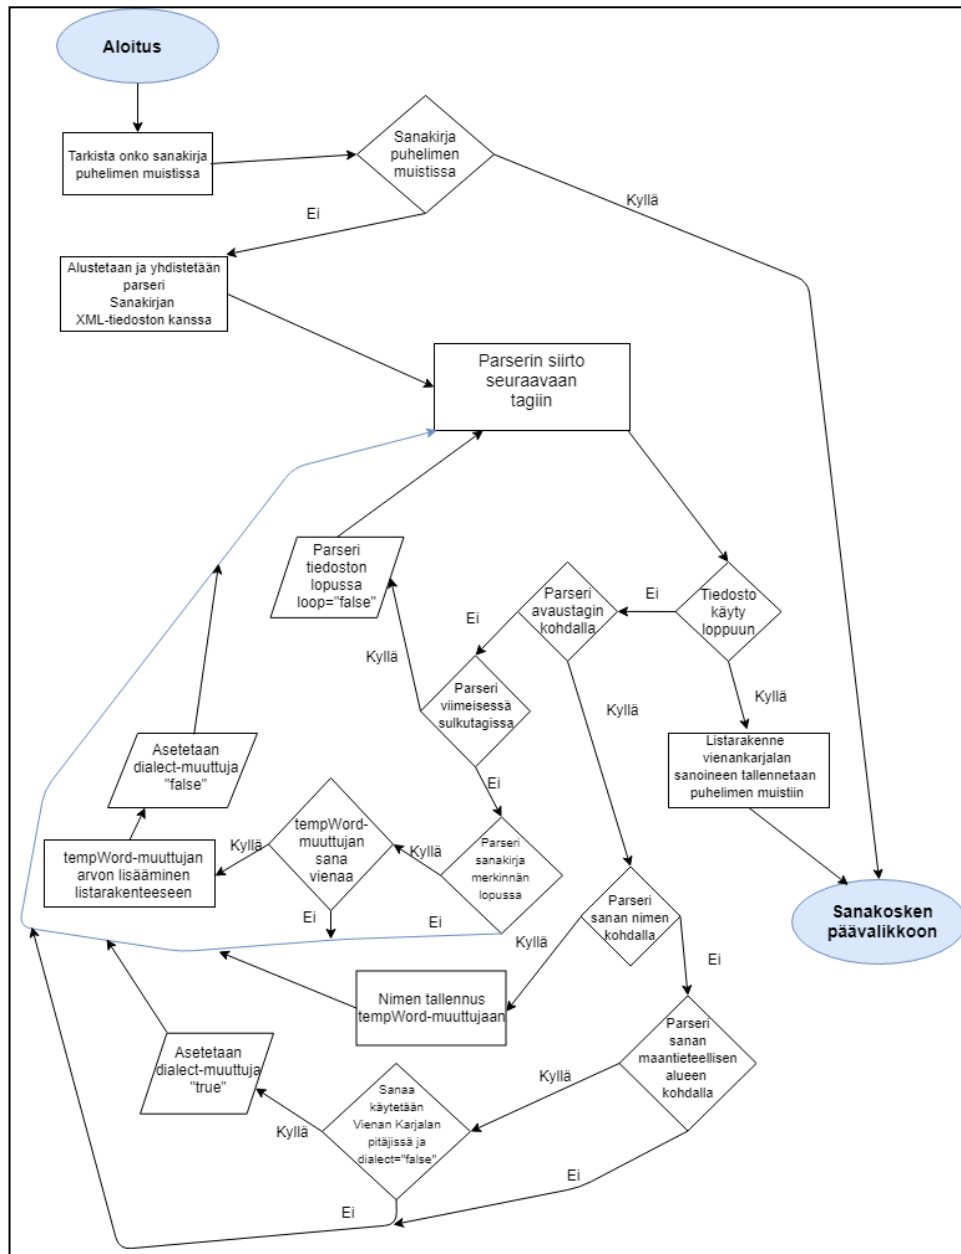 Aloitus
Tarkista onko sanakirja
puhelimen muistissa
Sanakirja
puhelimen
muistissa
Kyllä
Ei
Alustetaan ja yhdistetään
parseri
Sanakirjan
XML-tiedoston kanssa
Parserin siirto
seuraavaan
tagiin
Parseri
tiedoston
lopussa
loop="false"
Parseri
avaustagin
kohdalla
Ei
Tiedosto
käyty
loppuun
Ei
Kyllä
Parseri
viimeisessä
sulkutagissa
Kyllä
Kyllä
Listarakenne
vienankarjalan
sanoineen tallennetaan
puhelimen muistiin
Asetetaan
dialect-muuttuja
"false"
Ei
tempWord-
muuttujan
sana
vienaa
Kyllä
Kyllä
Parseri
sanakirja
merkinnän
lopussa
tempWord-muuttujan
arvon lisääminen
listarakenteeseen
Ei
Ei
Parseri
sanan nimen
kohdalla
Kyllä
Ei
Sanakosken
päävalikkoon
Nimen tallennus
tempWord-muuttujaan
Parseri
sanan
maantieteellisen
alueen
kohdalla
Asetetaan
dialect-muuttuja
"true"
Kyllä
Sanaa
käytetään
Vienan Karjalan
pitäjissä ja
dialect="false"
Kyllä
Ei
Ei